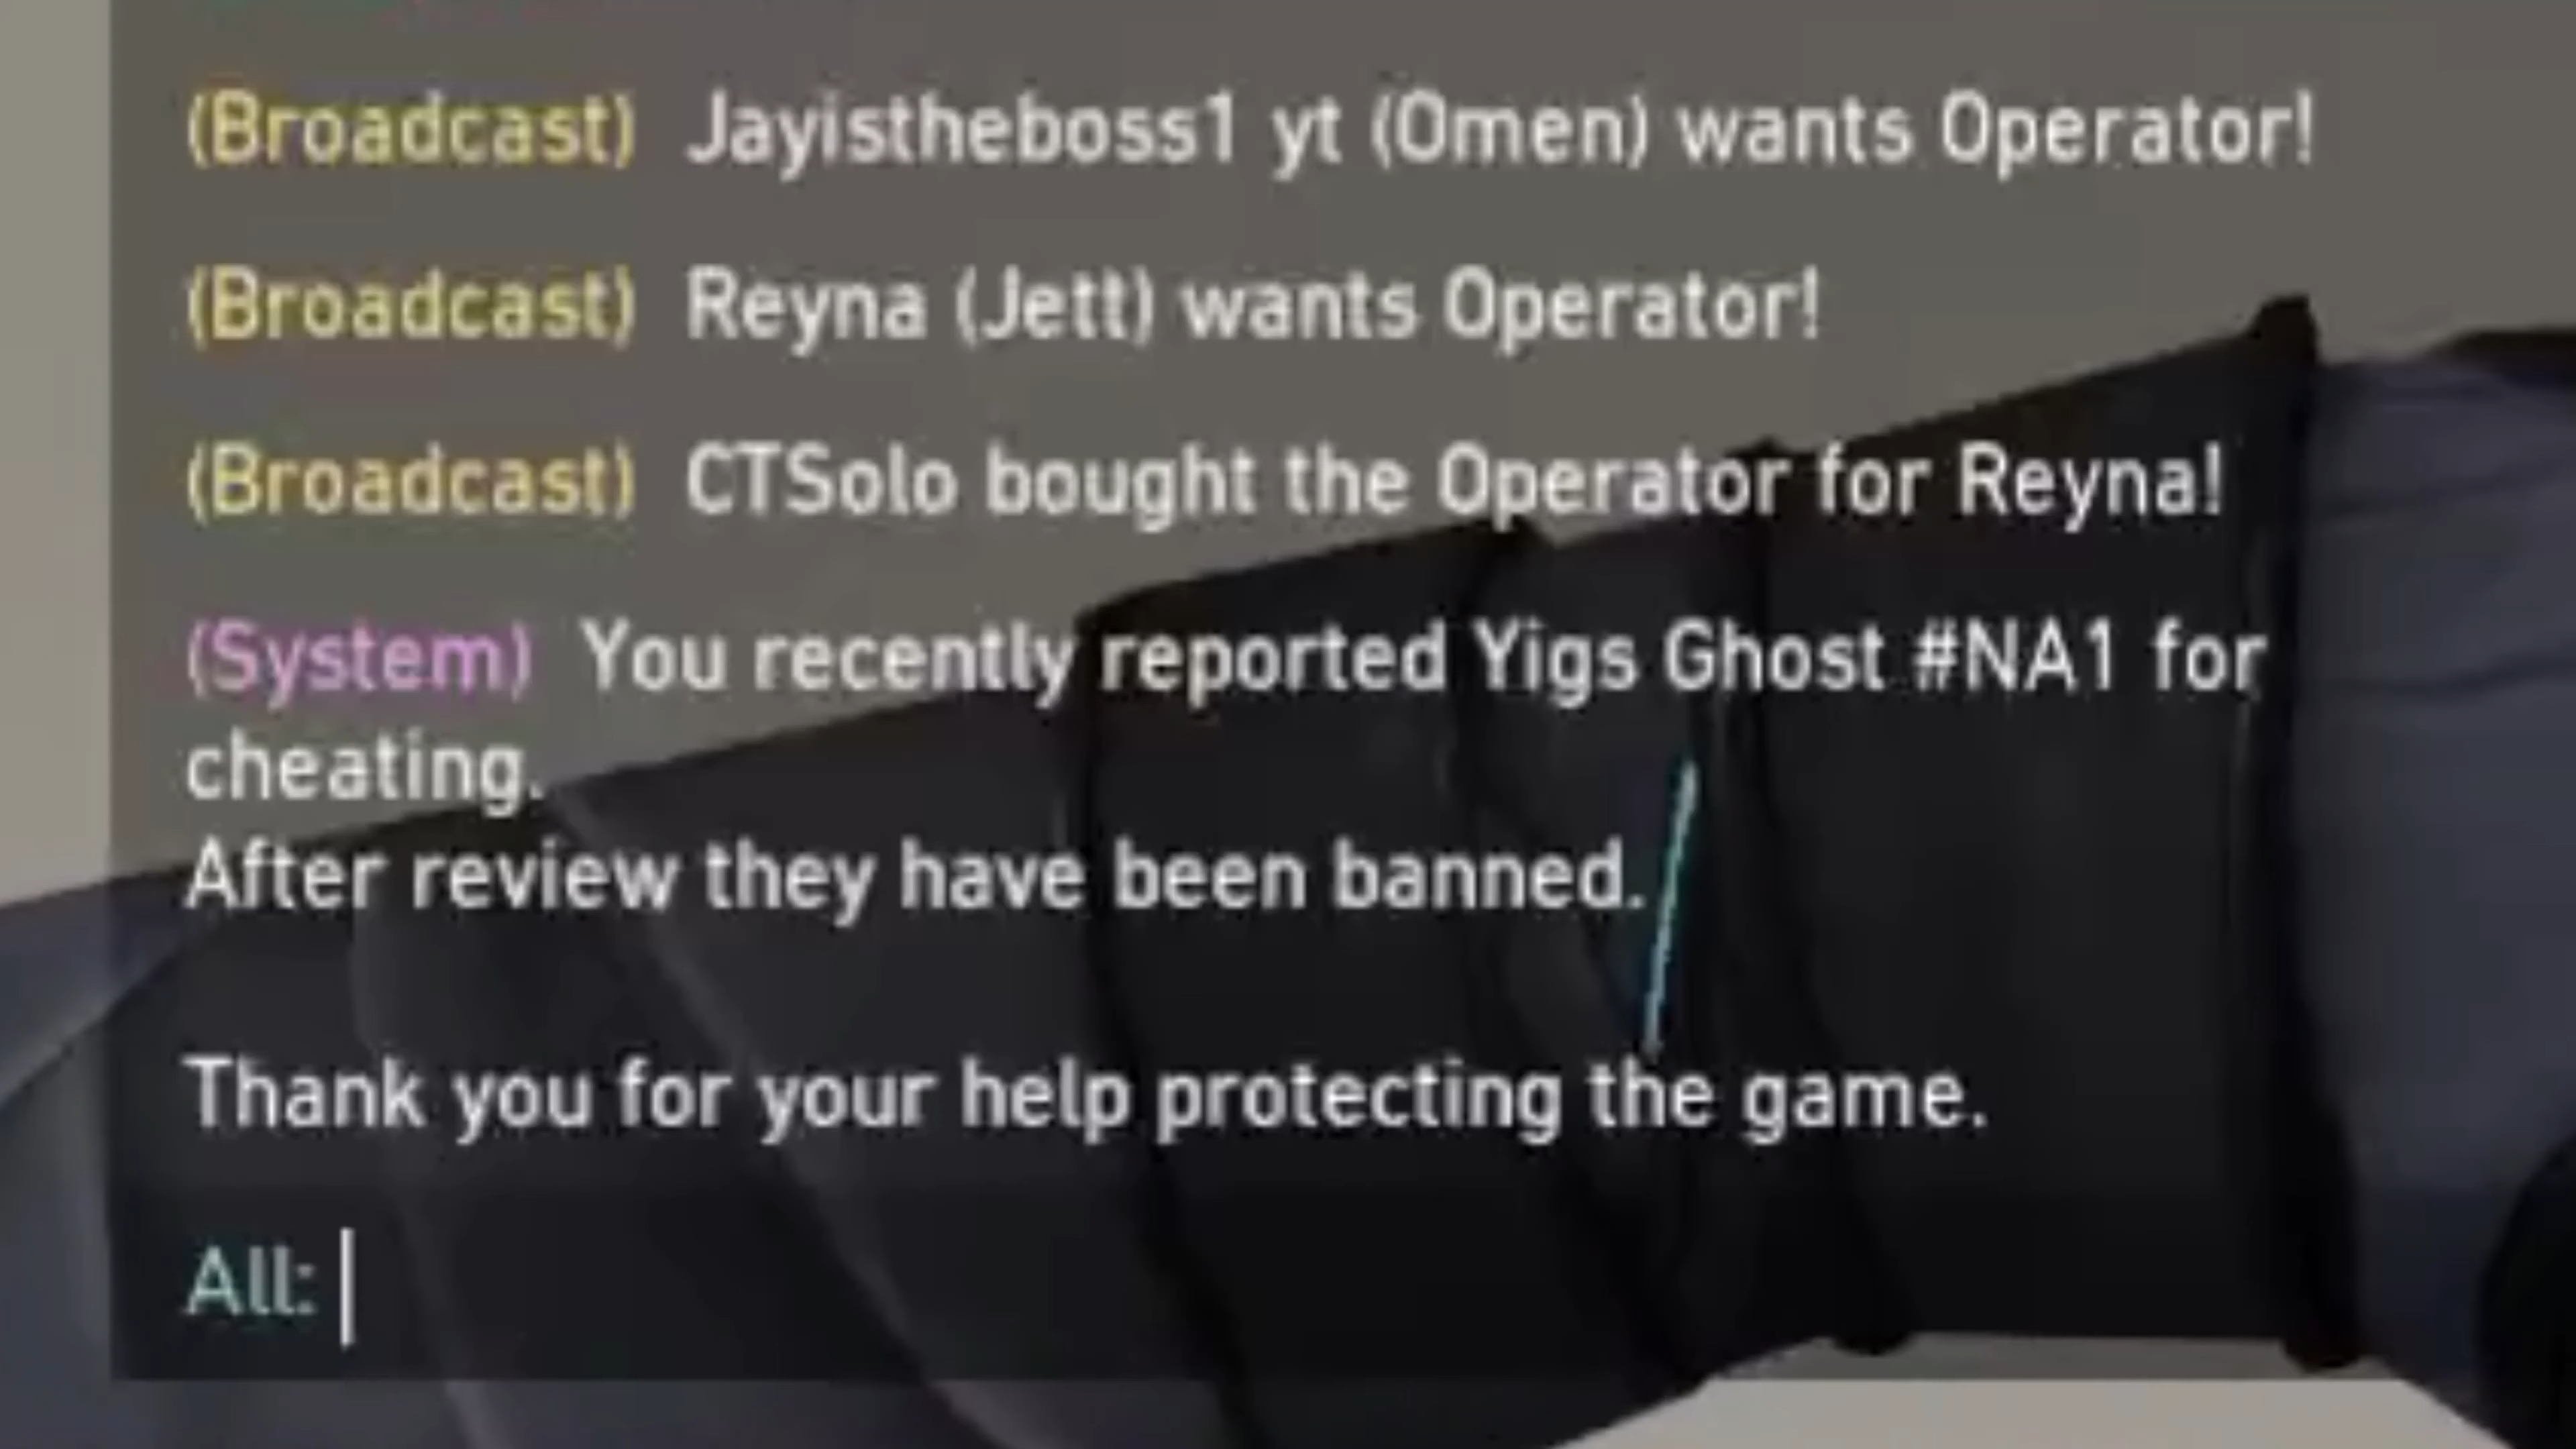 (Broadcast) Jayistheboss1 yt (Omen) wants Operator!
(Broadcast) Reyna (Jett) wants Operator!
(Broadcast) CTSolo bought the Operator for Reyna!
(System) You recently reported Yigs Ghost #NA1 for
cheating.
After review they have been banned.
Thank you for your help protecting the game.
All: